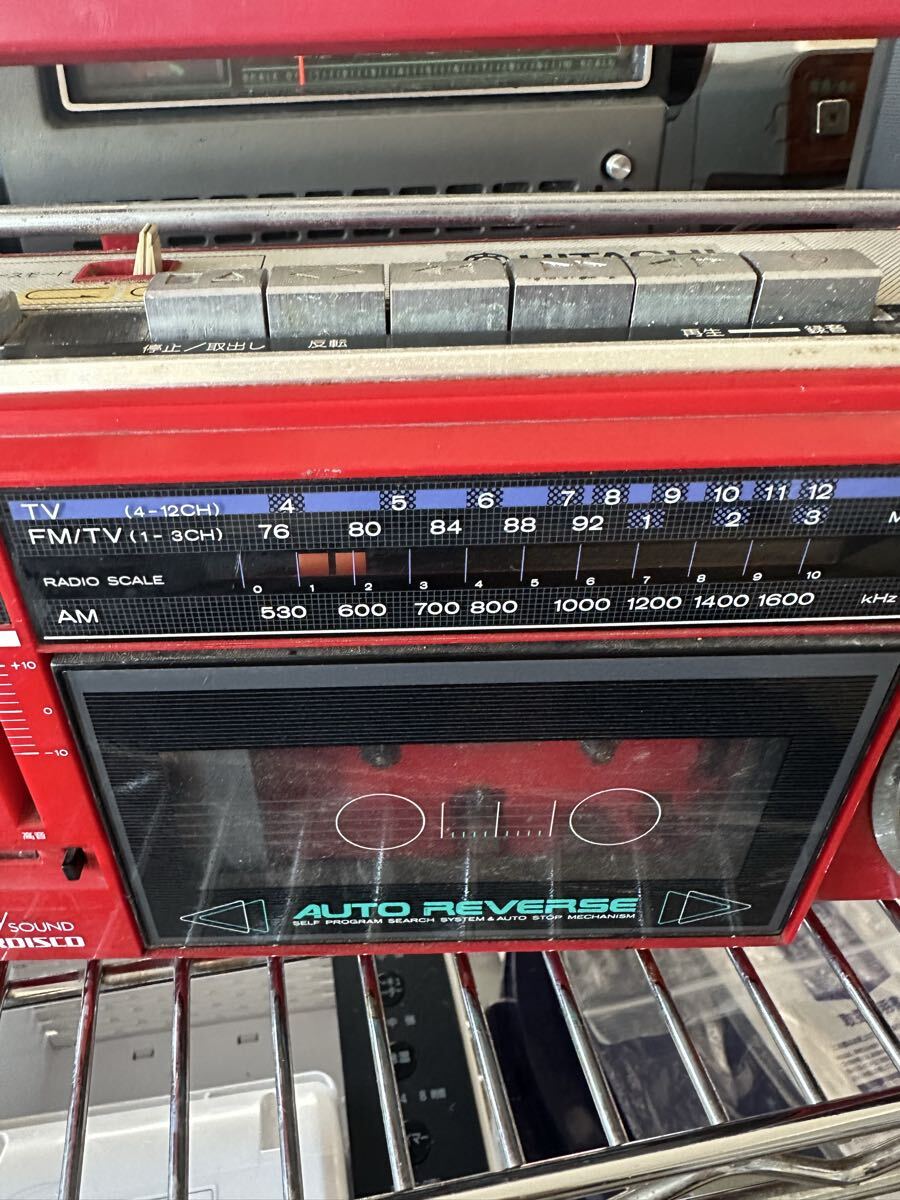 HITACHI
停止/取出し 反転 再生 録音
TV (4-12CH) 4 5 6 7 8 9 10 11 12
FM/TV (1-3CH) 76 80 84 88 92 1 2 3 M
RADIO SCALE 0 1 2 3 4 5 6 7 8 9 10
AM 530 600 700 800 1000 1200 1400 1600 kHz
+10
0
-10
高音
SOUND
DISCO
AUTO REVERSE
SELF PROGRAM SEARCH SYSTEM & AUTO STOP MECHANISM